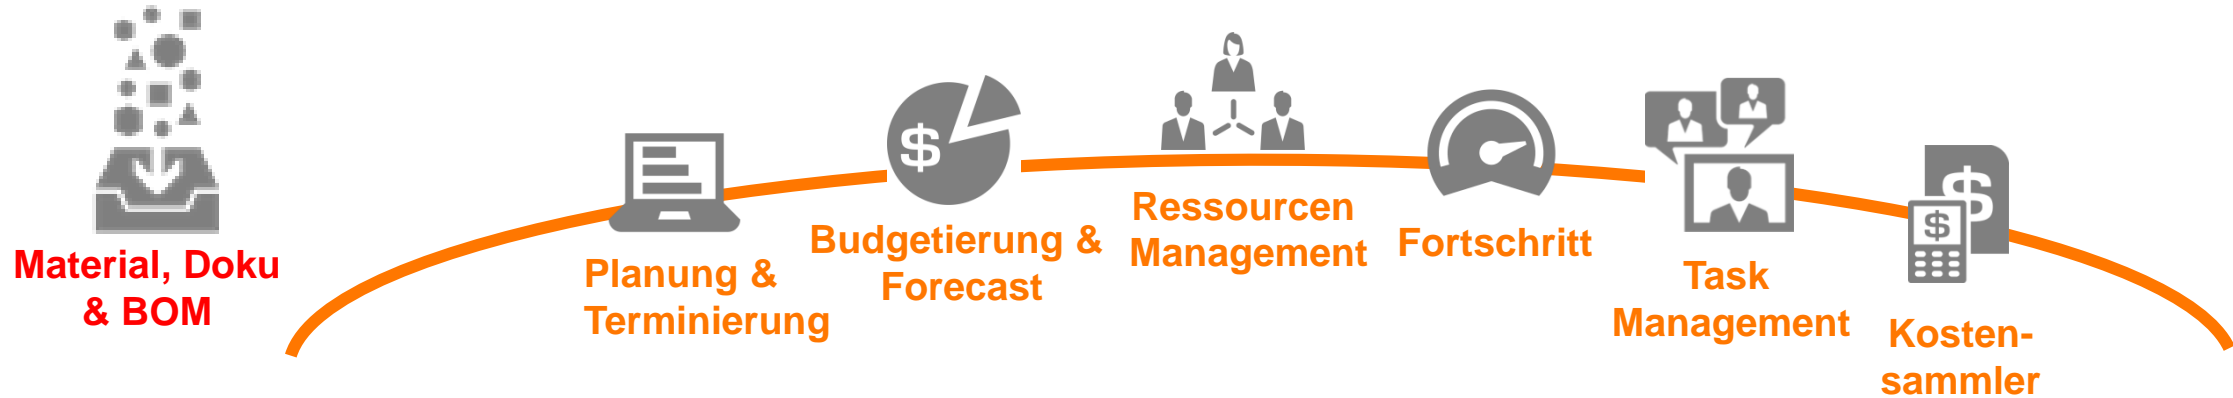 Material, Doku
& BOM
Planung &
Terminierung
$
Budgetierung &
Forecast
Ressourcen
Management
Fortschritt
Task
Management
$
$
Kosten-
sammler